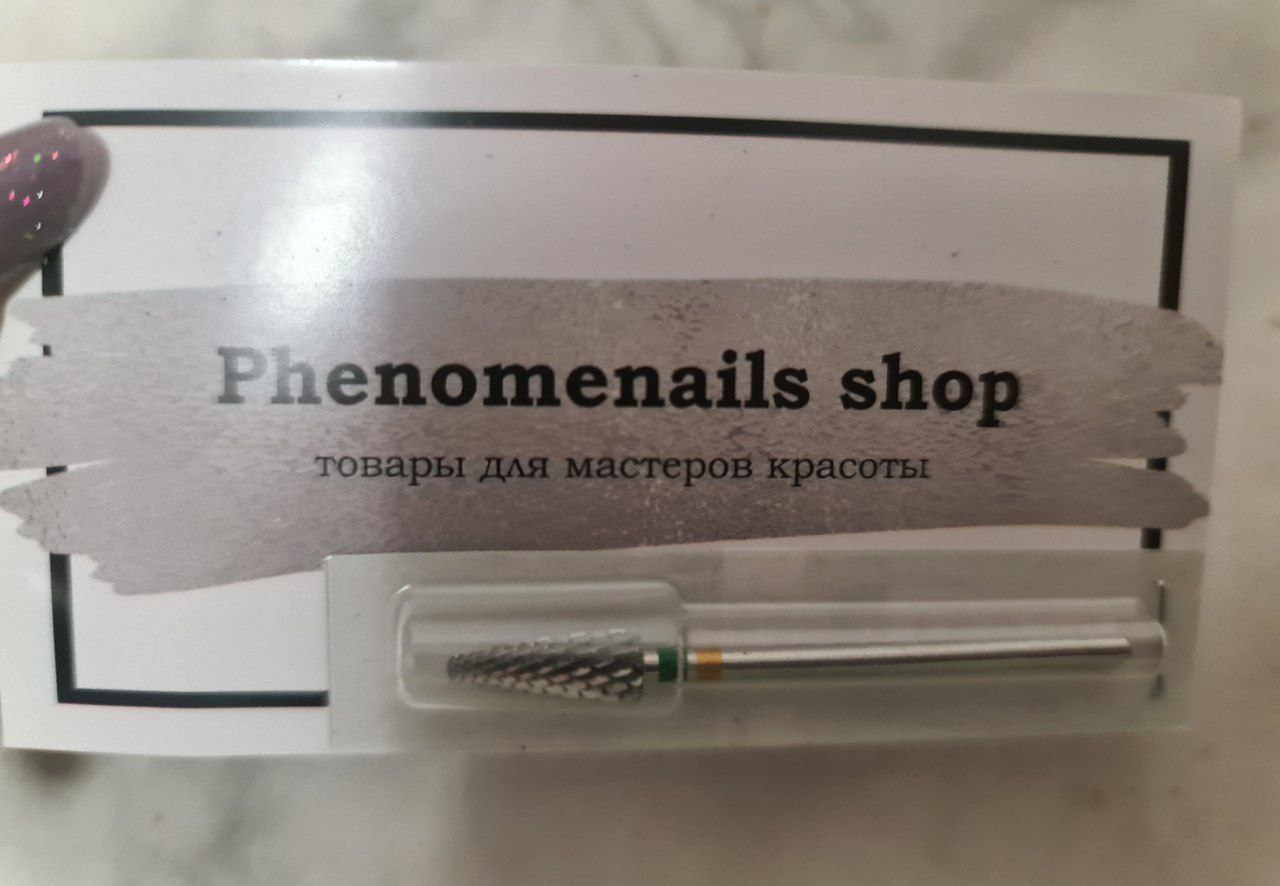 Phenomenails shop
товары для мастеров красоты